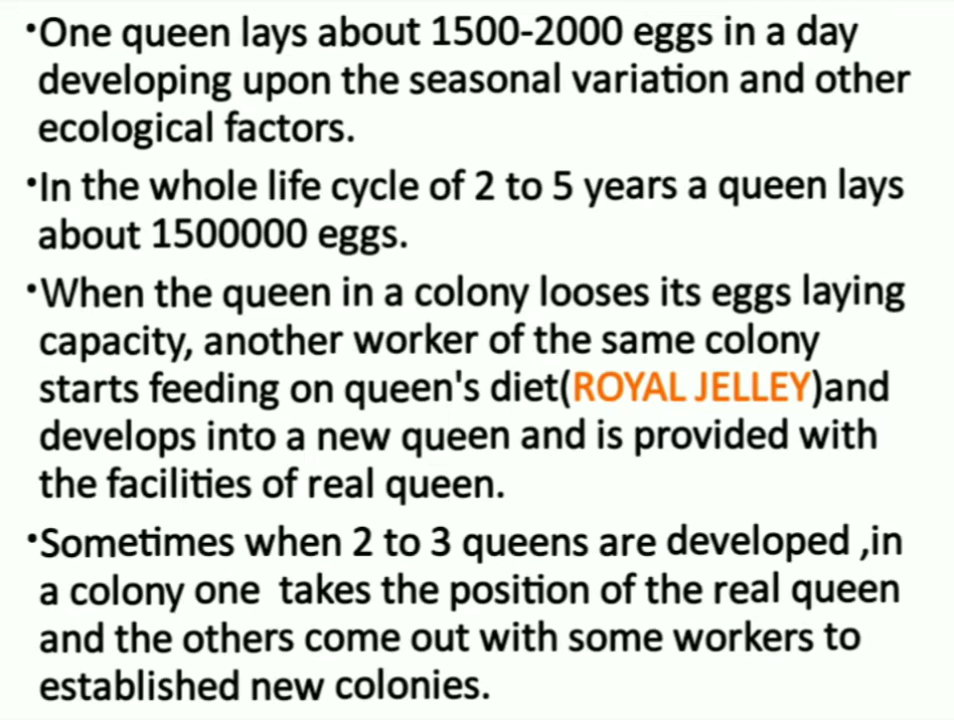 •One queen lays about 1500-2000 eggs in a day
developing upon the seasonal variation and other
ecological factors.
•In the whole life cycle of 2 to 5 years a queen lays
about 1500000 eggs.
•When the queen in a colony looses its eggs laying
capacity, another worker of the same colony
starts feeding on queen's diet(ROYAL JELLEY)and
develops into a new queen and is provided with
the facilities of real queen.
•Sometimes when 2 to 3 queens are developed ,in
a colony one  takes the position of the real queen
and the others come out with some workers to
established new colonies.